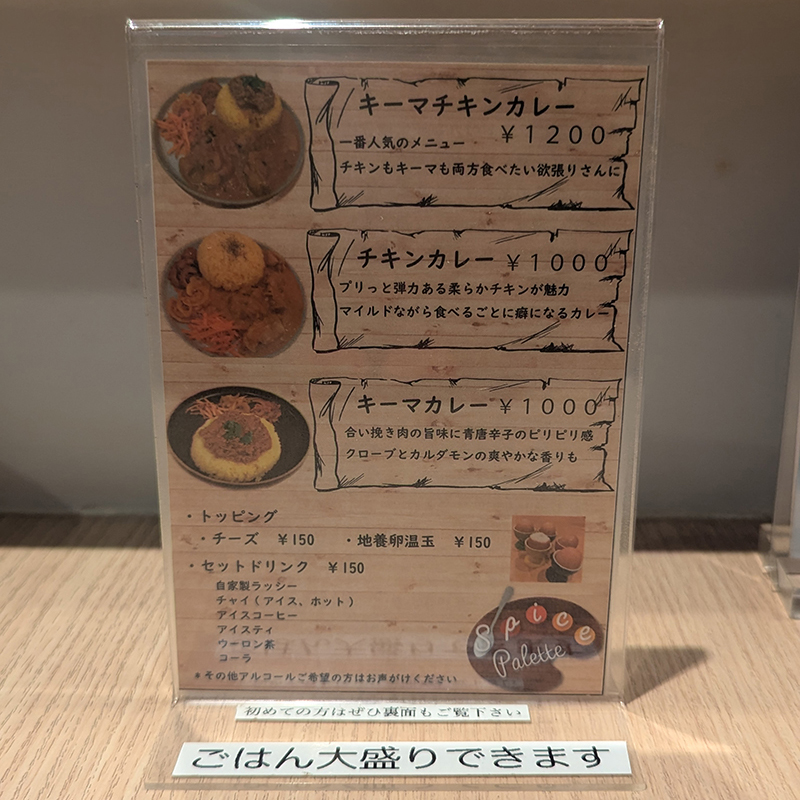 キーマチキンカレー
￥1200
一番人気のメニュー
チキンもキーマも両方食べたい欲張りさんに
チキンカレー ￥1000
プリっと弾力ある柔らかチキンが魅力
マイルドながら食べるごとに癖になるカレー
キーマカレー ￥1000
合い挽き肉の旨味に青唐辛子のピリピリ感
クローブとカルダモンの爽やかな香りも
・トッピング
・チーズ ￥150 ・地養卵温玉 ￥150
・セットドリンク ￥150
自家製ラッシー
チャイ(アイス、ホット)
アイスコーヒー
アイスティ
ウーロン茶
コーラ
＊その他アルコールご希望の方はお声がけください
Spice
Palette
初めての方はぜひ裏面もご覧下さい
ごはん大盛りできます